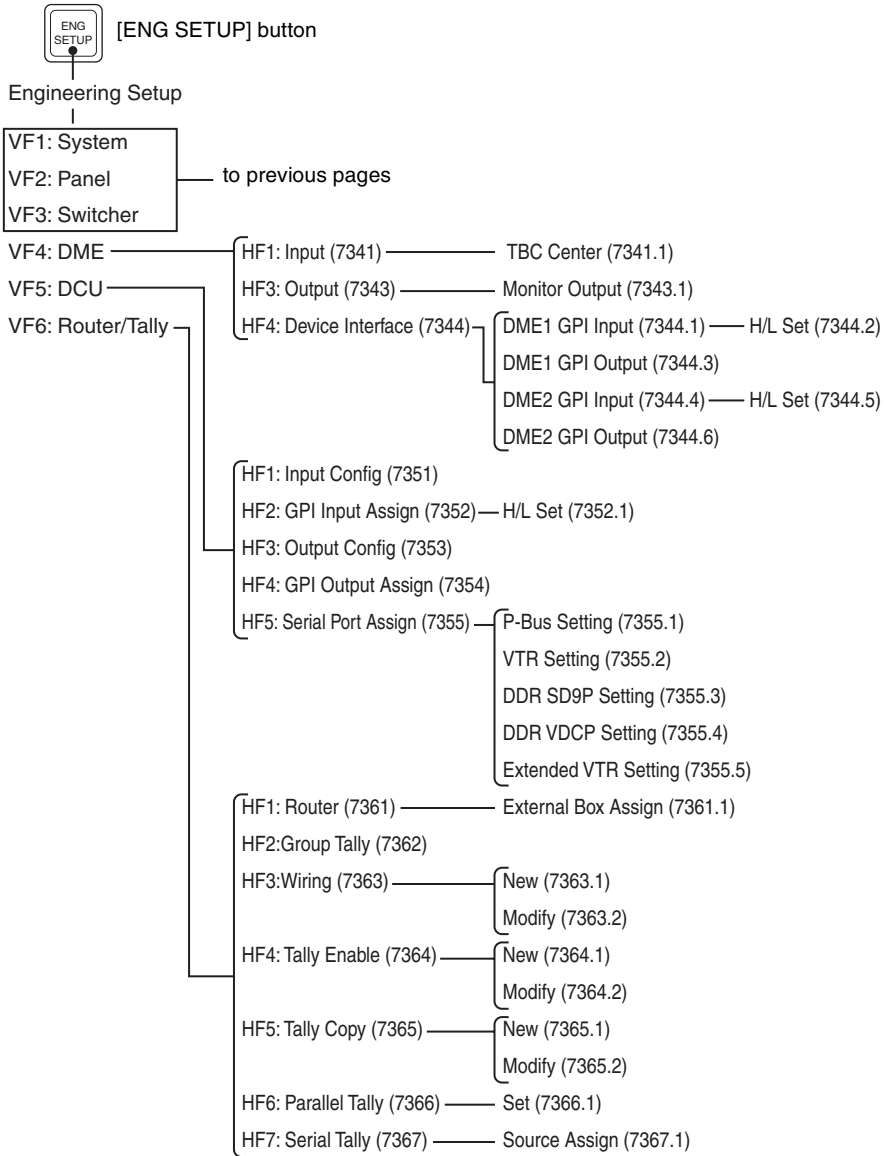 ENG
SETUP
[ENG SETUP] button
Engineering Setup
VF1: System
VF2: Panel
to previous pages
VF3: Switcher
VF4: DME
HF1: Input (7341)
TBC Center (7341.1)
VF5: DCU
HF3: Output (7343)
Monitor Output (7343.1)
VF6: Router/Tally
HF4: Device Interface (7344)
DME1 GPI Input (7344.1)
H/L Set (7344.2)
DME1 GPI Output (7344.3)
DME2 GPI Input (7344.4)
H/L Set (7344.5)
DME2 GPI Output (7344.6)
HF1: Input Config (7351)
HF2: GPI Input Assign (7352)
H/L Set (7352.1)
HF3: Output Config (7353)
HF4: GPI Output Assign (7354)
HF5: Serial Port Assign (7355)
P-Bus Setting (7355.1)
VTR Setting (7355.2)
DDR SD9P Setting (7355.3)
DDR VDCP Setting (7355.4)
Extended VTR Setting (7355.5)
HF1: Router (7361)
External Box Assign (7361.1)
HF2:Group Tally (7362)
HF3:Wiring (7363)
New (7363.1)
Modify (7363.2)
HF4: Tally Enable (7364)
New (7364.1)
Modify (7364.2)
HF5: Tally Copy (7365)
New (7365.1)
Modify (7365.2)
HF6: Parallel Tally (7366)
Set (7366.1)
HF7: Serial Tally (7367)
Source Assign (7367.1)